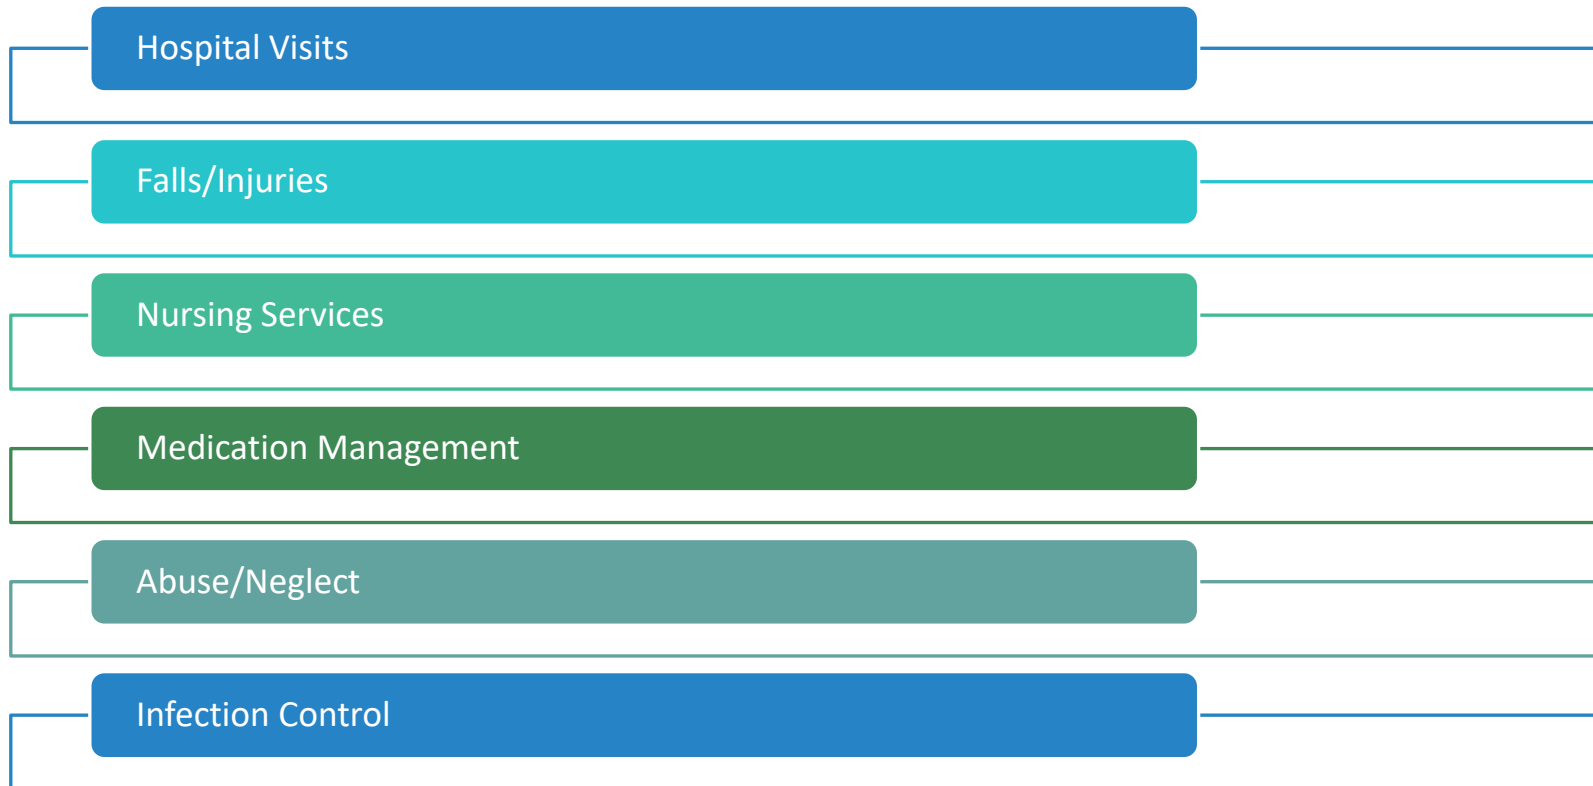 Hospital Visits
Falls/Injuries
Nursing Services
Medication Management
Abuse/Neglect
Infection Control